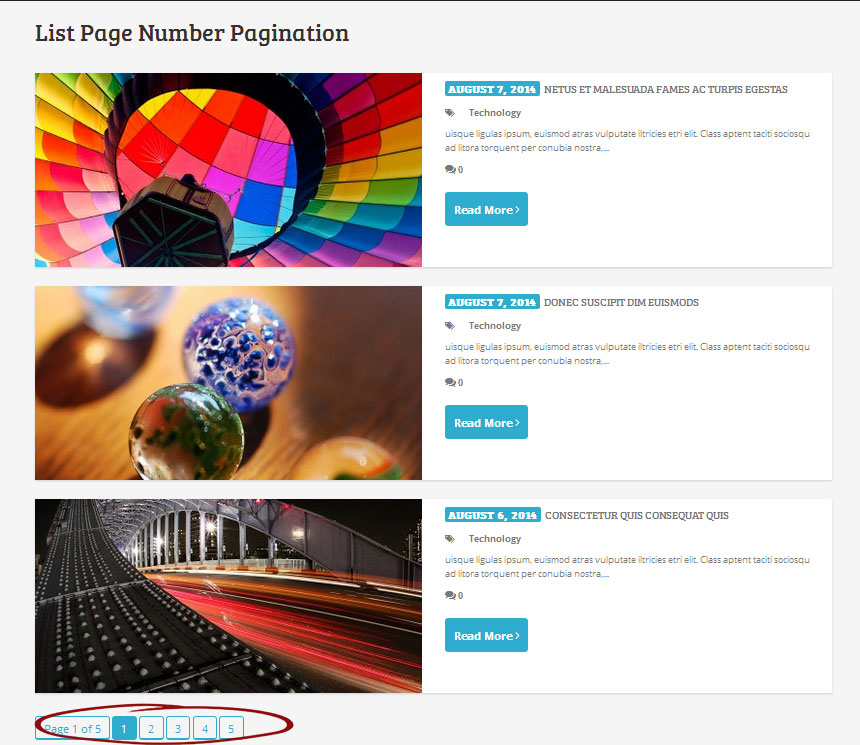 List Page Number Pagination
AUGUST 7, 2014 NETUS ET MALESUADA FAMES AC TURPIS EGESTAS
Technology
uisque ligulas ipsum, euismod atras vulputate iltricies etri elit. Class aptent taciti sociosqu
ad litora torquent per conubia nostra,...
0
Read More >
AUGUST 7, 2014 DONEC SUSCIPIT DIM EUISMODS
Technology
uisque ligulas ipsum, euismod atras vulputate iltricies etri elit. Class aptent taciti sociosqu
ad litora torquent per conubia nostra,...
0
Read More >
AUGUST 6, 2014 CONSECTETUR QUIS CONSEQUAT QUIS
Technology
uisque ligulas ipsum, euismod atras vulputate iltricies etri elit. Class aptent taciti sociosqu
ad litora torquent per conubia nostra,...
0
Read More >
Page 1 of 5 1 2 3 4 5